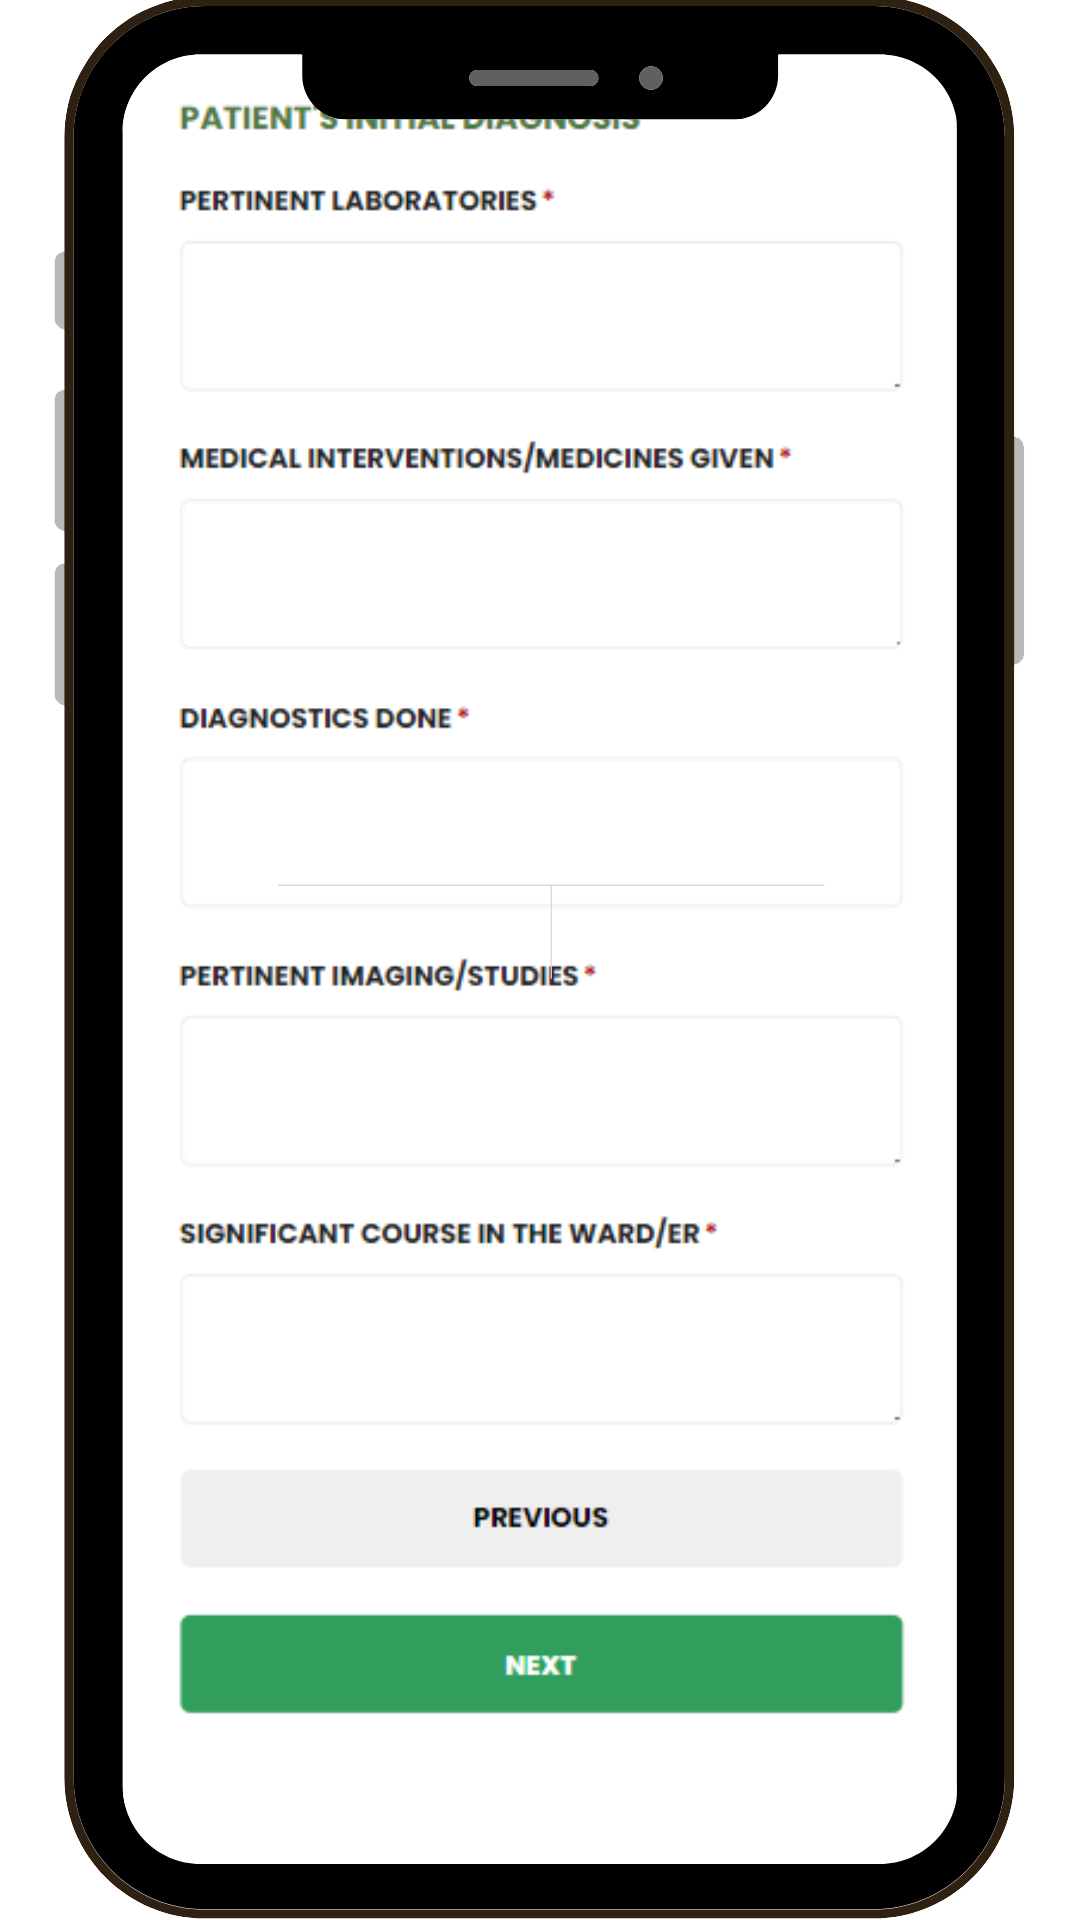 PATIENT'S INITIAL DIAGNOSIS
PERTINENT LABORATORIES *
MEDICAL INTERVENTIONS/MEDICINES GIVEN *
DIAGNOSTICS DONE *
PERTINENT IMAGING/STUDIES *
SIGNIFICANT COURSE IN THE WARD/ER *
PREVIOUS
NEXT